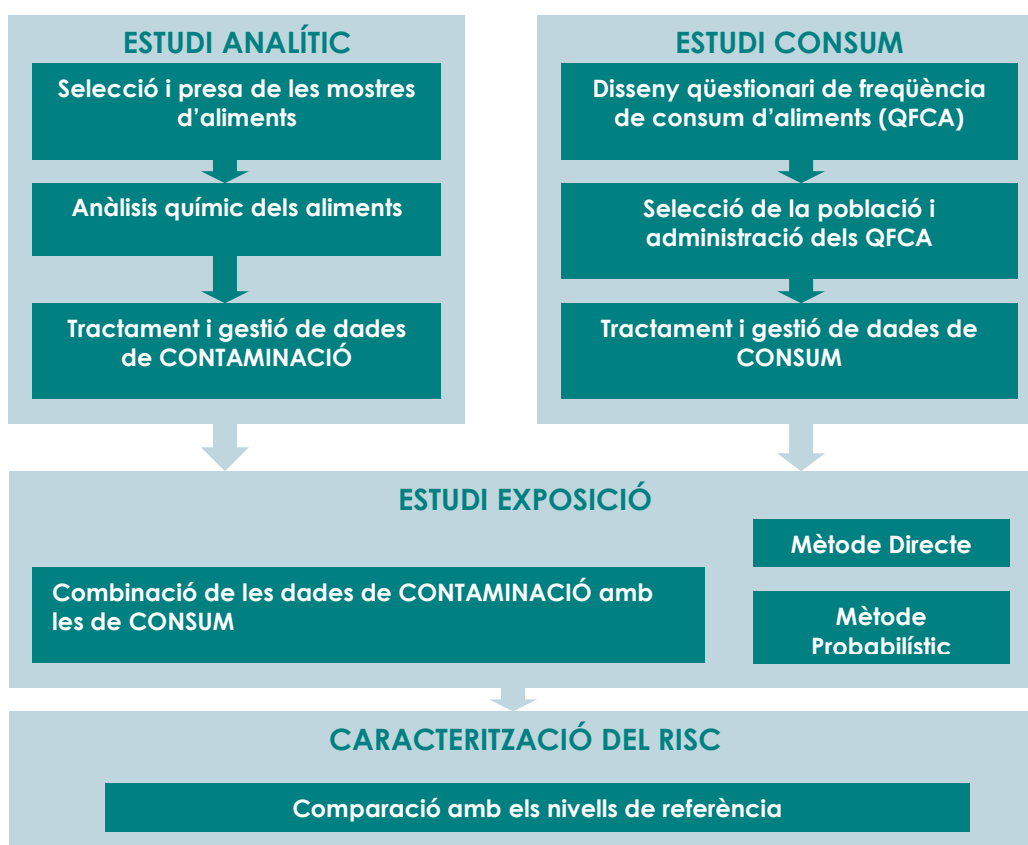 ESTUDI ANALÍTIC
Selecció i presa de les mostres
d'aliments
Anàlisis químic dels aliments
Tractament i gestió de dades
de CONTAMINACIÓ
ESTUDI CONSUM
Disseny qüestionari de freqüència
de consum d'aliments (QFCA)
Selecció de la població i
administració dels QFCA
Tractament i gestió de dades de
CONSUM
ESTUDI EXPOSICIÓ
Combinació de les dades de CONTAMINACIÓ amb
les de CONSUM
Mètode Directe
Mètode
Probabilístic
CARACTERITZACIÓ DEL RISC
Comparació amb els nivells de referència